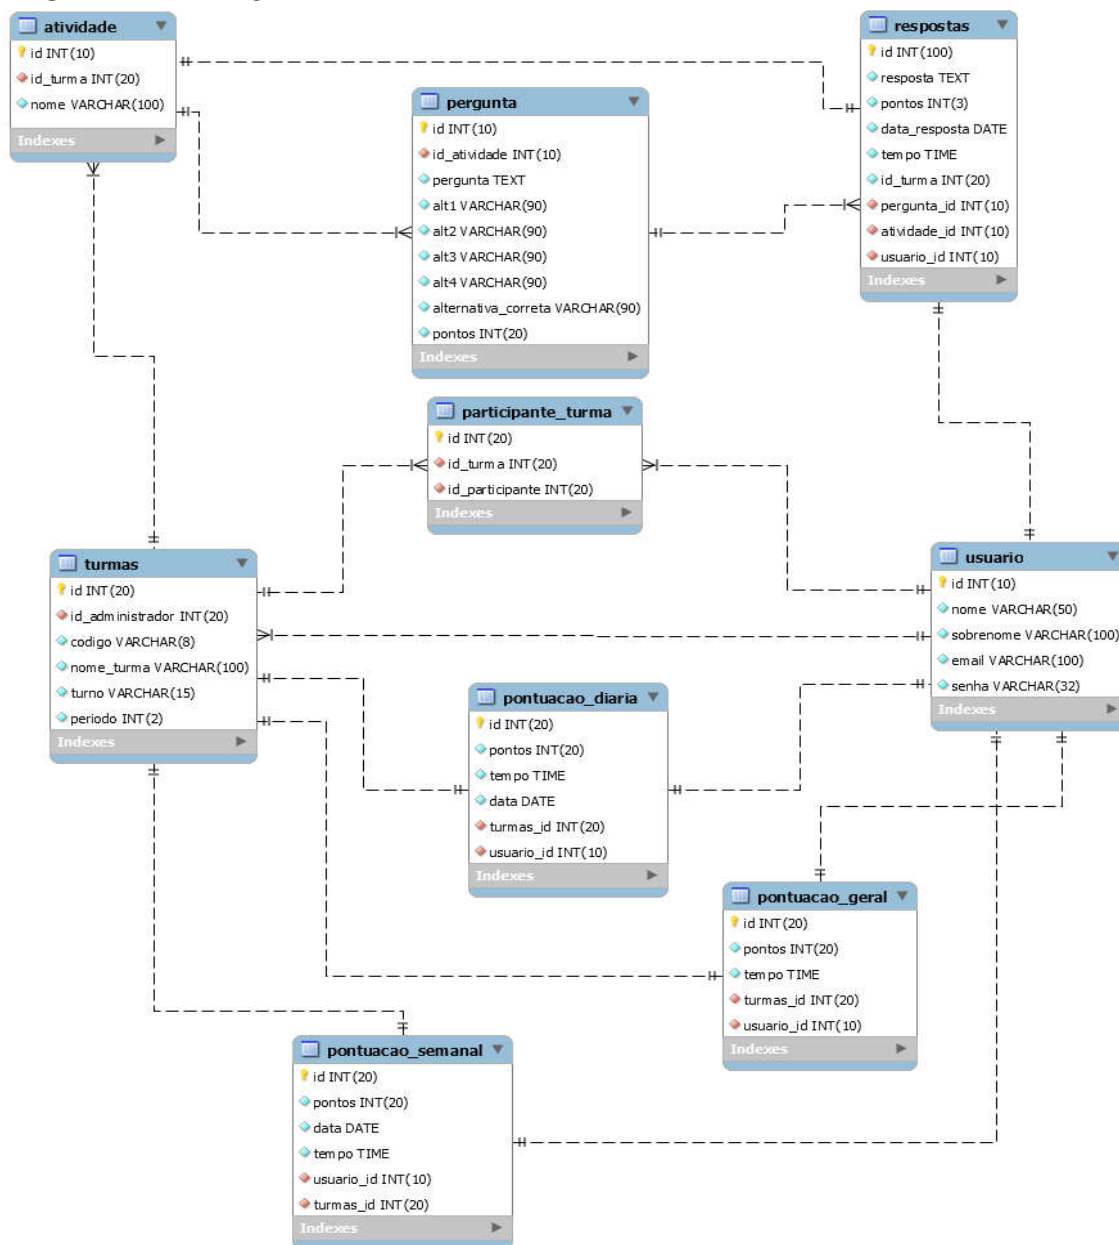 atividade
id INT(10)
id_turma INT(20)
nome VARCHAR(100)
Indexes
respostas
id INT(100)
resposta TEXT
pontos INT(3)
data_resposta DATE
tempo TIME
id_turma INT(20)
pergunta_id INT(10)
atividade_id INT(10)
usuario_id INT(10)
Indexes
pergunta
id INT(10)
id_atividade INT(10)
pergunta TEXT
alt1 VARCHAR(90)
alt2 VARCHAR(90)
alt3 VARCHAR(90)
alt4 VARCHAR(90)
alternativa_correta VARCHAR(90)
pontos INT(20)
Indexes
participante_turma
id INT(20)
id_turma INT(20)
id_participante INT(20)
Indexes
turmas
id INT(20)
id_administrador INT(20)
codigo VARCHAR(8)
nome_turma VARCHAR(100)
turno VARCHAR(15)
periodo INT(2)
Indexes
usuario
id INT(10)
nome VARCHAR(50)
sobrenome VARCHAR(100)
email VARCHAR(100)
senha VARCHAR(32)
Indexes
pontuacao_diaria
id INT(20)
pontos INT(20)
tempo TIME
data DATE
turmas_id INT(20)
usuario_id INT(10)
Indexes
pontuacao_geral
id INT(20)
pontos INT(20)
tempo TIME
turmas_id INT(20)
usuario_id INT(10)
Indexes
pontuacao_semanal
id INT(20)
pontos INT(20)
data DATE
tempo TIME
usuario_id INT(10)
turmas_id INT(20)
Indexes